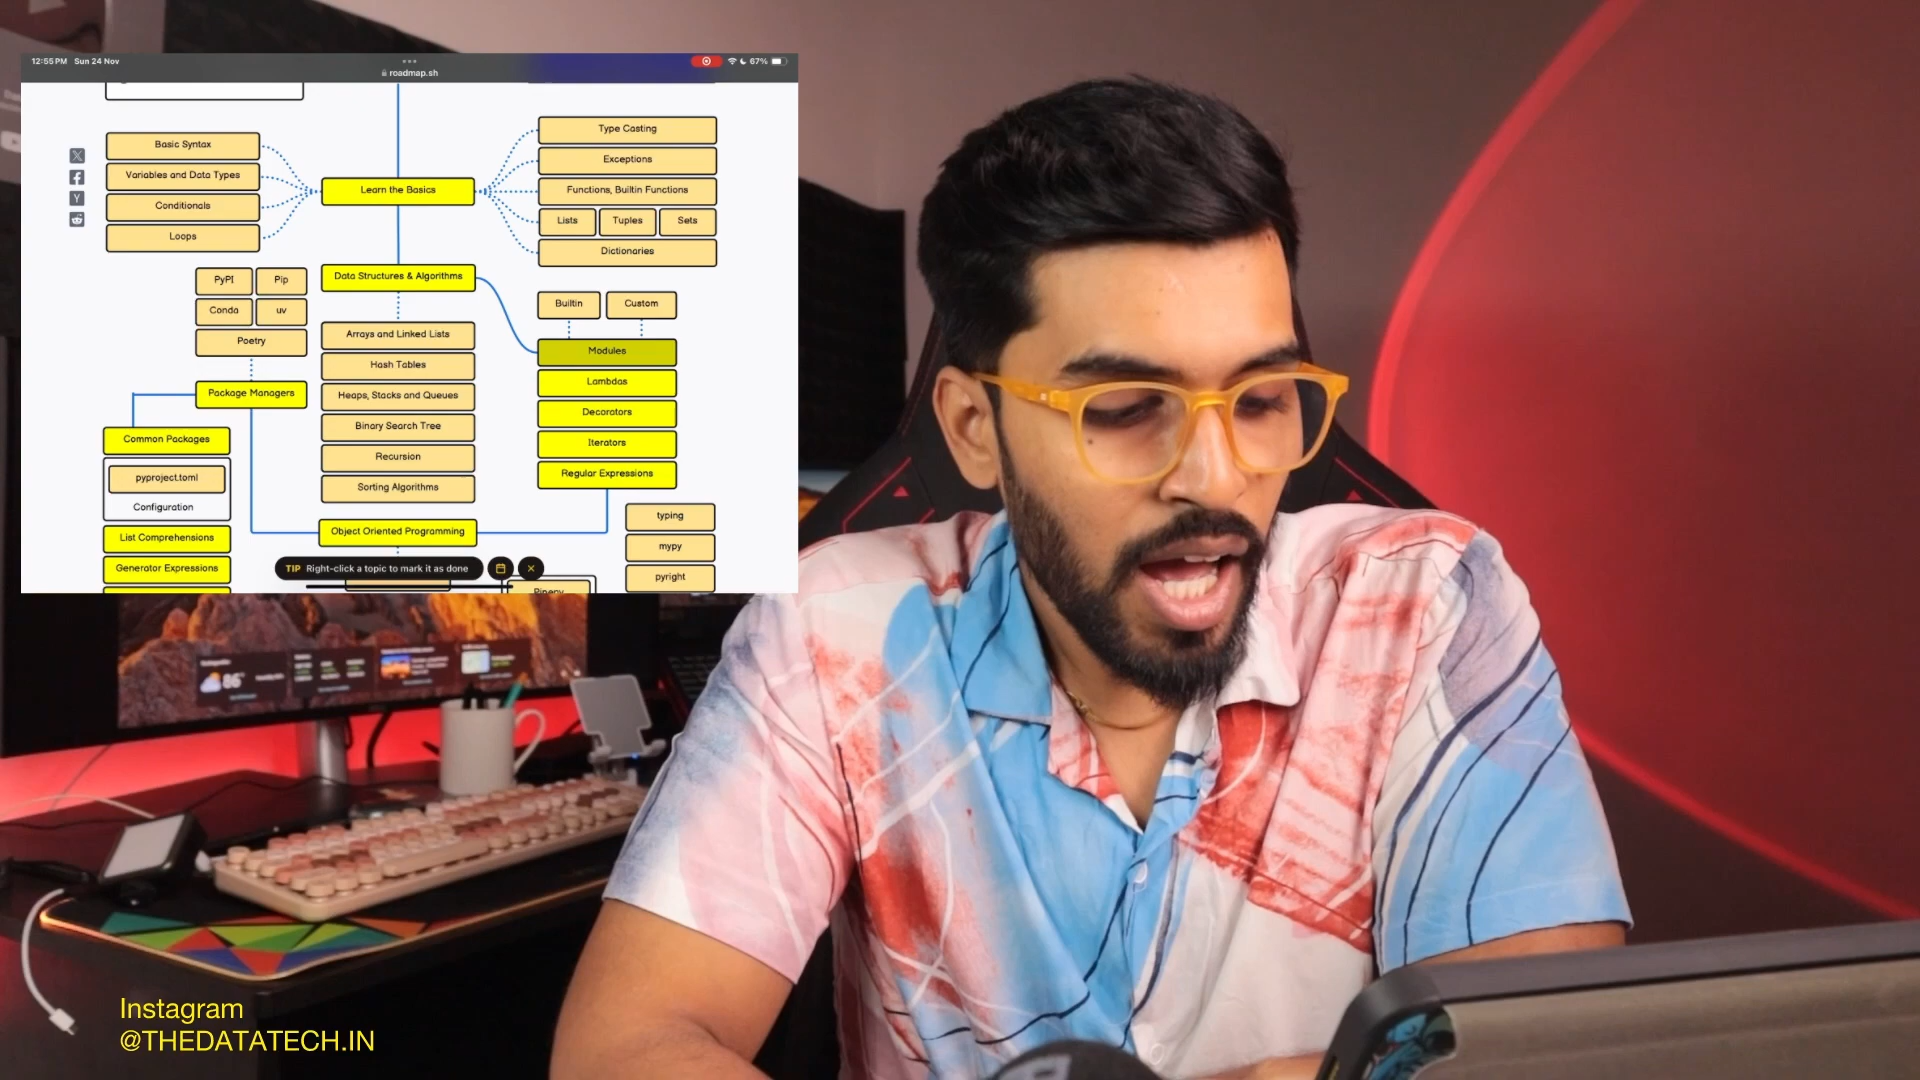 12:55 PM Sun 24 Nov
roadmap.sh
67%
Basic Syntax
Variables and Data Types
Conditionals
Loops
Learn the Basics
Type Casting
Exceptions
Functions, Builtin Functions
Lists
Tuples
Sets
Dictionaries
PyPI
Pip
Conda
uv
Poetry
Package Managers
Data Structures & Algorithms
Arrays and Linked Lists
Hash Tables
Heaps, Stacks and Queues
Binary Search Tree
Recursion
Sorting Algorithms
Builtin
Custom
Modules
Lambdas
Decorators
Iterators
Regular Expressions
Common Packages
pyproject.toml
Configuration
List Comprehensions
Generator Expressions
Object Oriented Programming
typing
mypy
pyright
TIP Right-click a topic to mark it as done
Pipenv
86°
Instagram
@THEDATATECH.IN